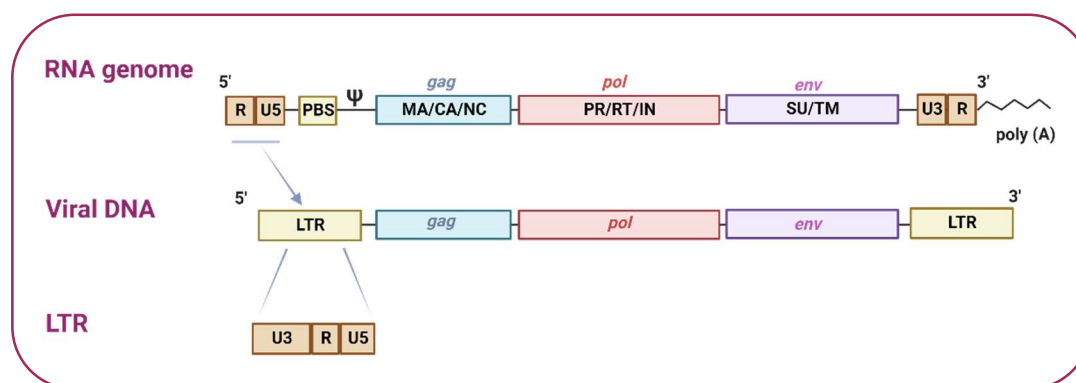 RNA genome
5'
R U5 PBS Ψ
gag
MA/CA/NC
pol
PR/RT/IN
env
SU/TM
3'
U3 R
poly (A)
Viral DNA
5'
LTR gag pol env LTR
3'
LTR
U3 R U5